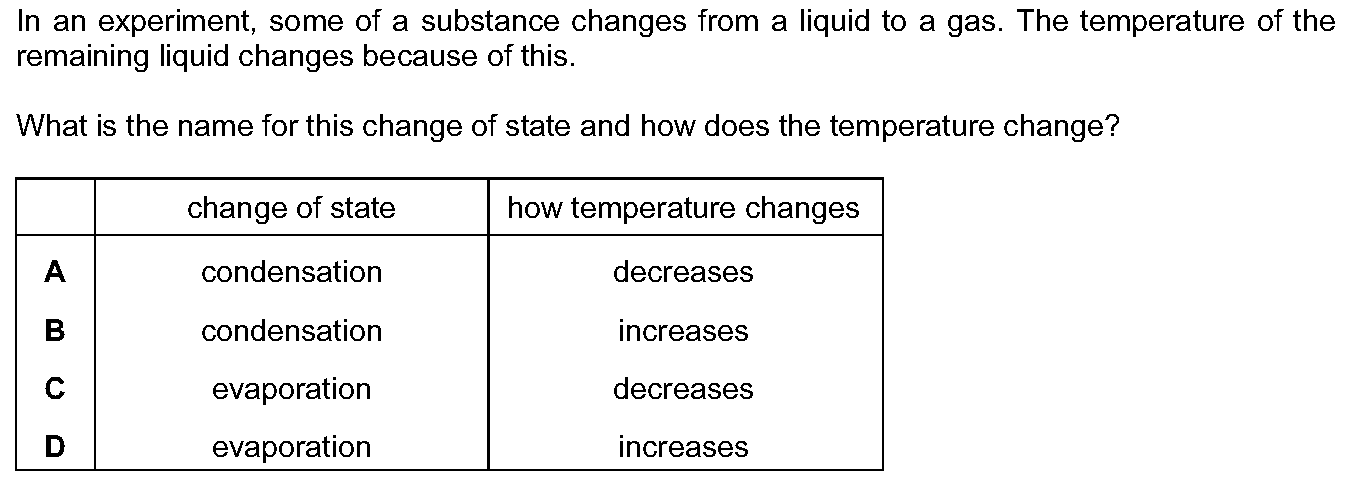 In an experiment, some of a substance changes from a liquid to a gas. The temperature of the
remaining liquid changes because of this.
What is the name for this change of state and how does the temperature change?
change of state how temperature changes
A condensation decreases
B condensation increases
C evaporation decreases
D evaporation increases